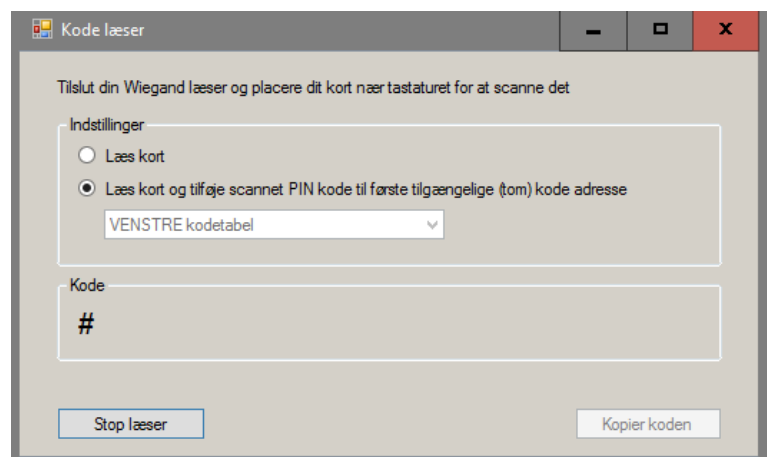 Kode læser
Tilslut din Wiegand læser og placere dit kort nær tastaturet for at scanne det
Indstillinger
Læs kort
Læs kort og tilføje scannet PIN kode til første tilgængelige (tom) kode adresse
VENSTRE kodetabel
Kode
#
Stop læser
Kopier koden